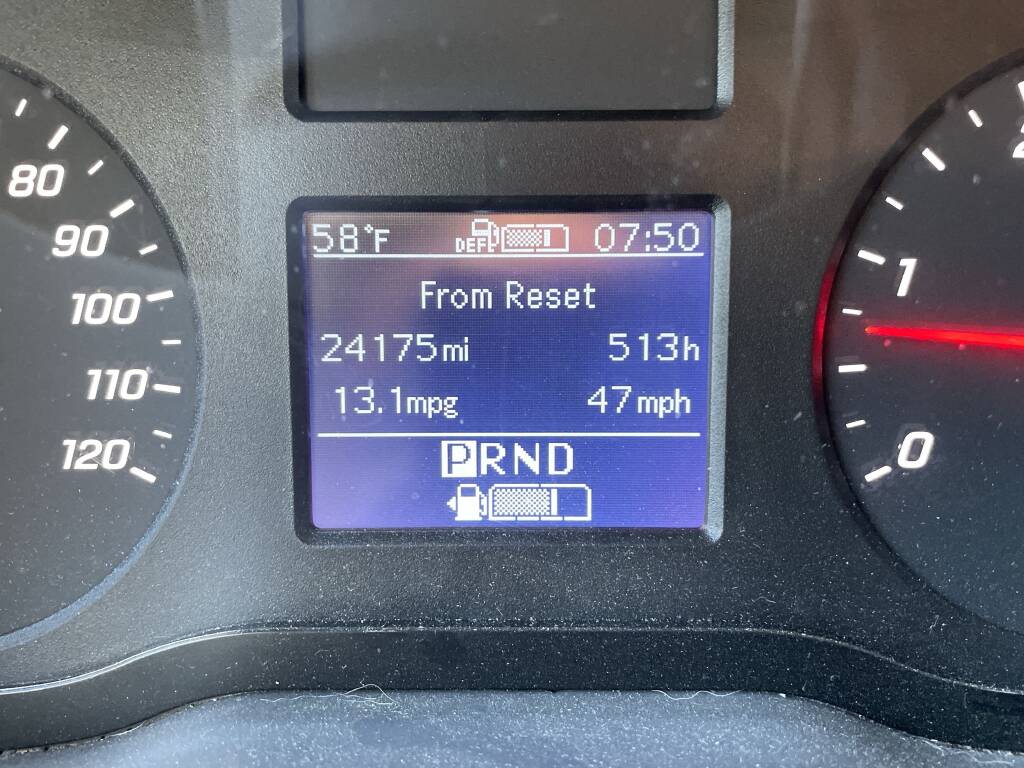 80
90
100
110
120
58°F DEF 07:50
From Reset
24175mi 513h
13.1mpg 47mph
PRND
2
1
0